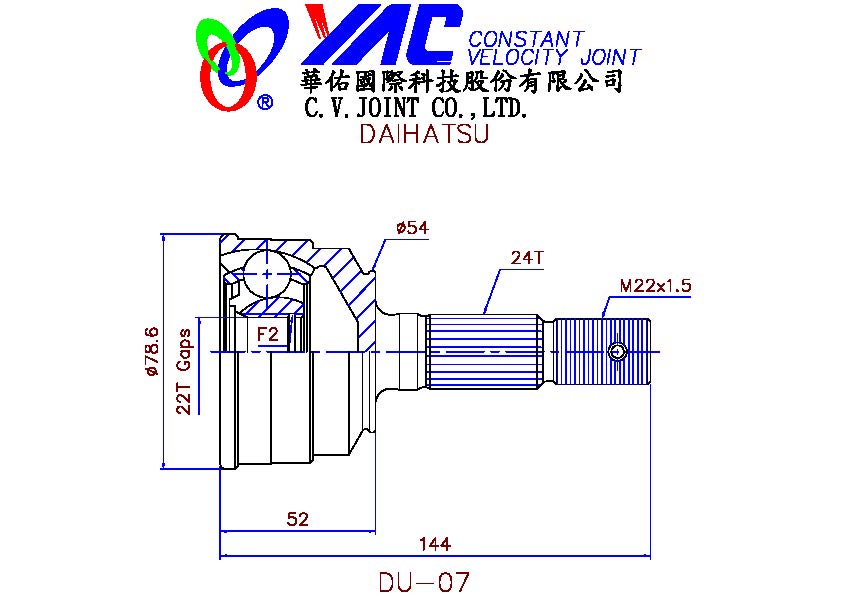 YAC CONSTANT
VELOCITY JOINT
華佑國際科技股份有限公司
®
C.V.JOINT CO.,LTD.
DAIHATSU
ø54
24T
M22x1.5
F2
ø78.6
22T Gaps
52
144
DU-07